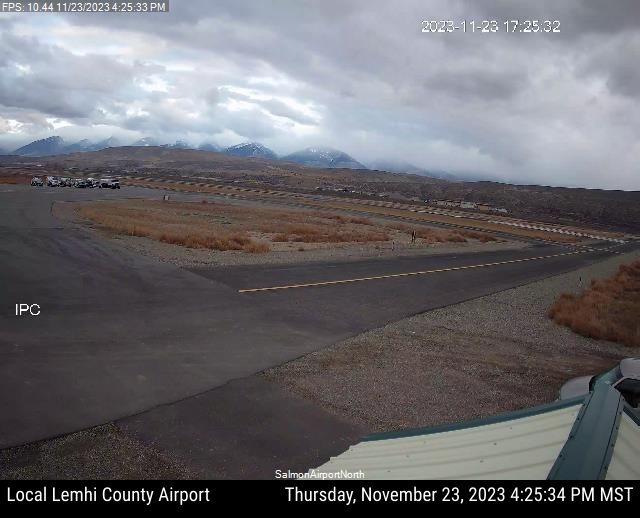 FPS: 10.44 11/23/2023 4:25:33 PM
2023-11-23 17:25:32
IPC
SalmonAirportNorth
Local Lemhi County Airport Thursday, November 23, 2023 4:25:34 PM MST